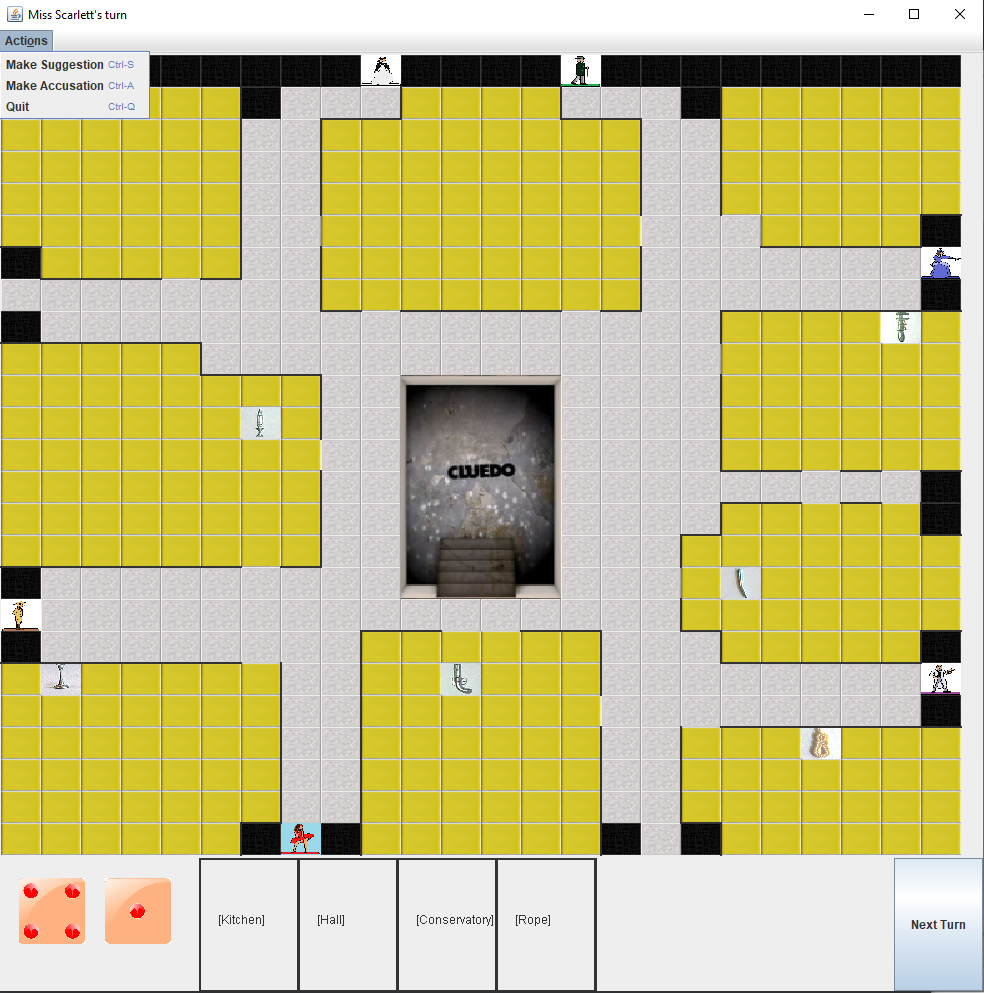 Miss Scarlett's turn
Actions
Make Suggestion Ctrl-S
Make Accusation Ctrl-A
Quit Ctrl-Q
CLUEDO
[Kitchen] [Hall] [Conservatory] [Rope]
Next Turn